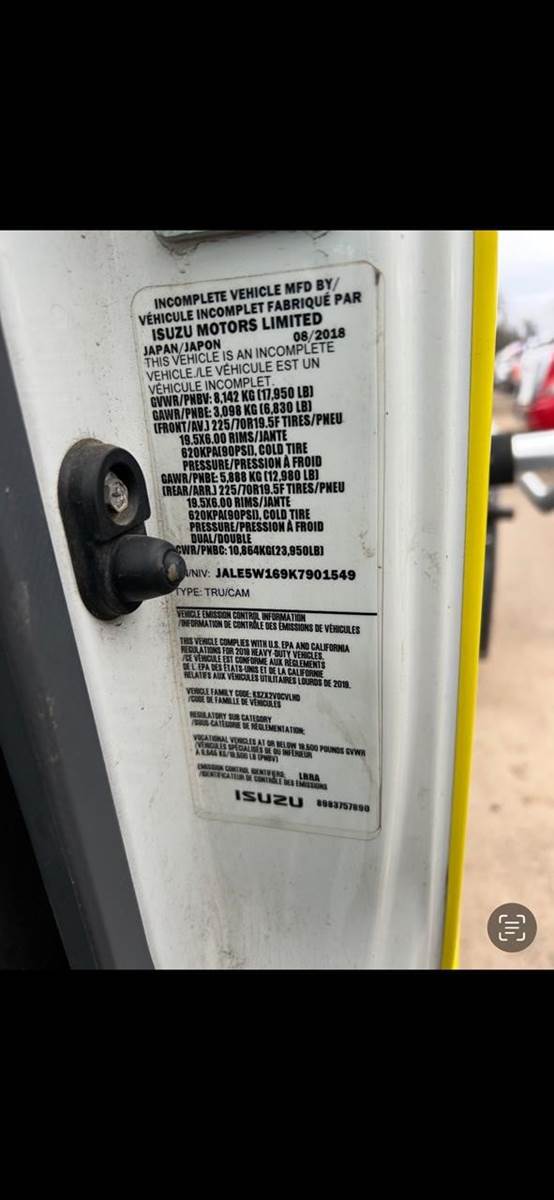 INCOMPLETE VEHICLE MFD BY/
VÉHICULE INCOMPLET FABRIQUÉ PAR
ISUZU MOTORS LIMITED
JAPAN/JAPON 08/2018
THIS VEHICLE IS AN INCOMPLETE
VEHICLE./LE VÉHICULE EST UN
VÉHICULE INCOMPLET.
GVWR/PNBV: 8,142 KG (17,950 LB)
GAWR/PNBE: 3,098 KG (6,830 LB)
(FRONT/AV.) 225/70R19.5F TIRES/PNEU
19.5X6.00 RIMS/JANTE
620KPA(90PSI), COLD TIRE
PRESSURE/PRESSION À FROID
GAWR/PNBE: 5,888 KG (12,980 LB)
(REAR/ARR.) 225/70R19.5F TIRES/PNEU
19.5X6.00 RIMS/JANTE
620KPA(90PSI), COLD TIRE
PRESSURE/PRESSION À FROID
DUAL/DOUBLE
CWR/PNBC: 10,864KG(23,950LB)
/NIV: JALE5W169K7901549
TYPE: TRU/CAM
VEHICLE EMISSION CONTROL INFORMATION
/INFORMATION DE CONTRÔLE DES ÉMISSIONS DE VÉHICULES
THIS VEHICLE COMPLIES WITH U.S. EPA AND CALIFORNIA
REGULATIONS FOR 2019 HEAVY-DUTY VEHICLES.
/CE VÉHICULE EST CONFORME AUX RÈGLEMENTS
DE L'EPA DES ÉTATS-UNIS ET DE LA CALIFORNIE
RELATIFS AUX VÉHICULES UTILITAIRES LOURDS DE 2019.
VEHICLE FAMILY CODE: KSZX2VOCVLHD
/CODE DE FAMILLE DE VÉHICULES
REGULATORY SUB CATEGORY
/SOUS-CATÉGORIE DE RÉGLEMENTATION:
VOCATIONAL VEHICLES AT OR BELOW 19,500 POUNDS GVWR
/VÉHICULES SPÉCIALISÉS DE OU INFÉRIEUR
À 8,845 KG/19,500 LB (PNBV)
EMISSION CONTROL IDENTIFIERS: LRRA
/IDENTIFICATEUR DE CONTRÔLE DES ÉMISSIONS
ISUZU 8983757890